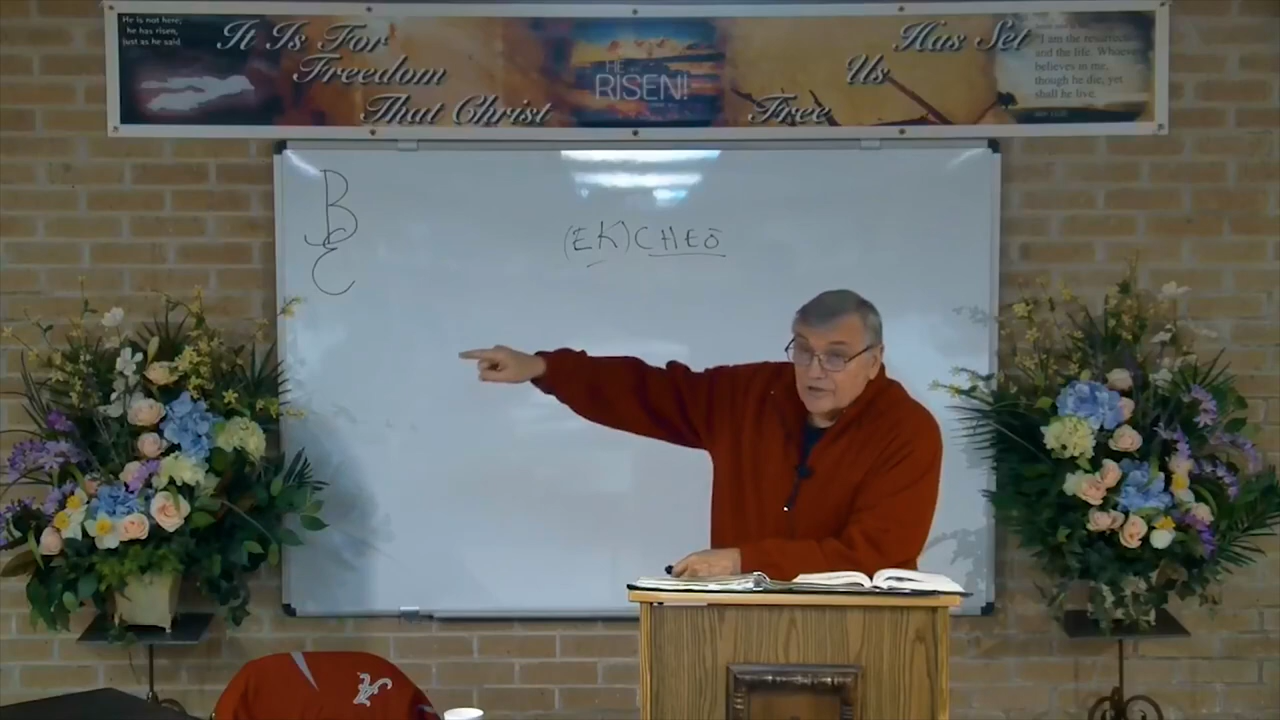 He is not here;
he has risen,
just as he said
It Is For
Freedom
That Christ
HE
RISEN!
Has Set
Us
Free
"I am the resurrection
and the life. Whoever
believes in me,
though he die, yet
shall he live.
B
E
(EK)CHEŌ